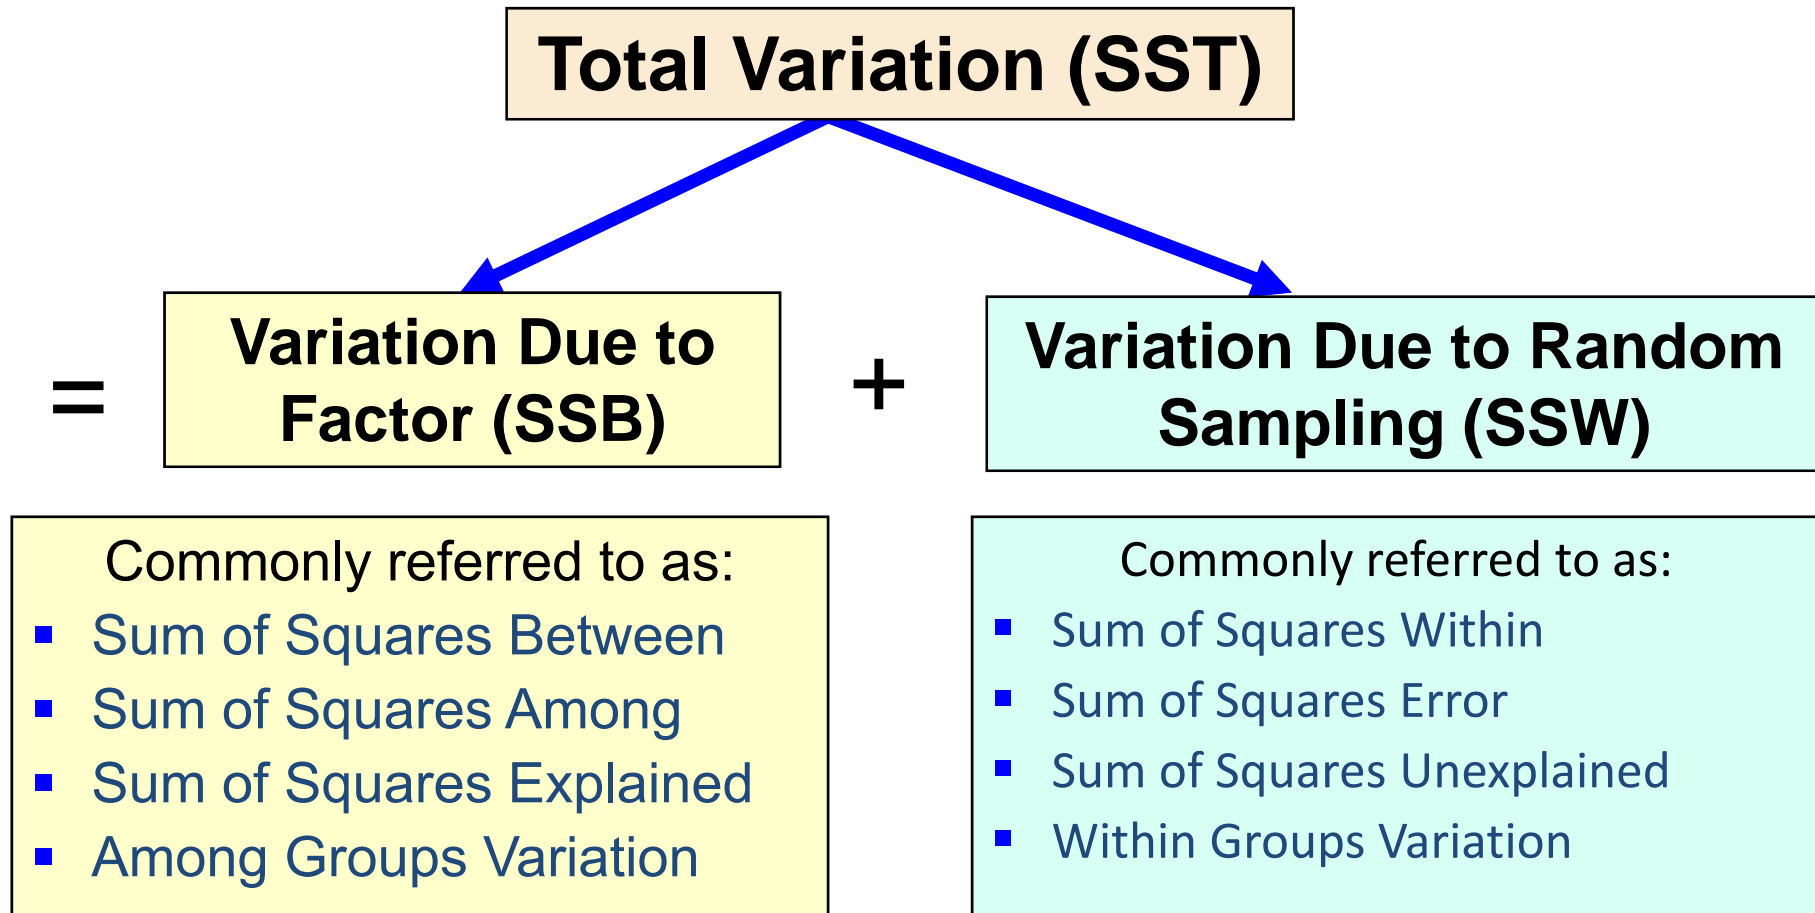 Total Variation (SST)
=
Variation Due to
Factor (SSB)
+
Variation Due to Random
Sampling (SSW)
Commonly referred to as:
▪ Sum of Squares Between
▪ Sum of Squares Among
▪ Sum of Squares Explained
▪ Among Groups Variation
Commonly referred to as:
▪ Sum of Squares Within
▪ Sum of Squares Error
▪ Sum of Squares Unexplained
▪ Within Groups Variation